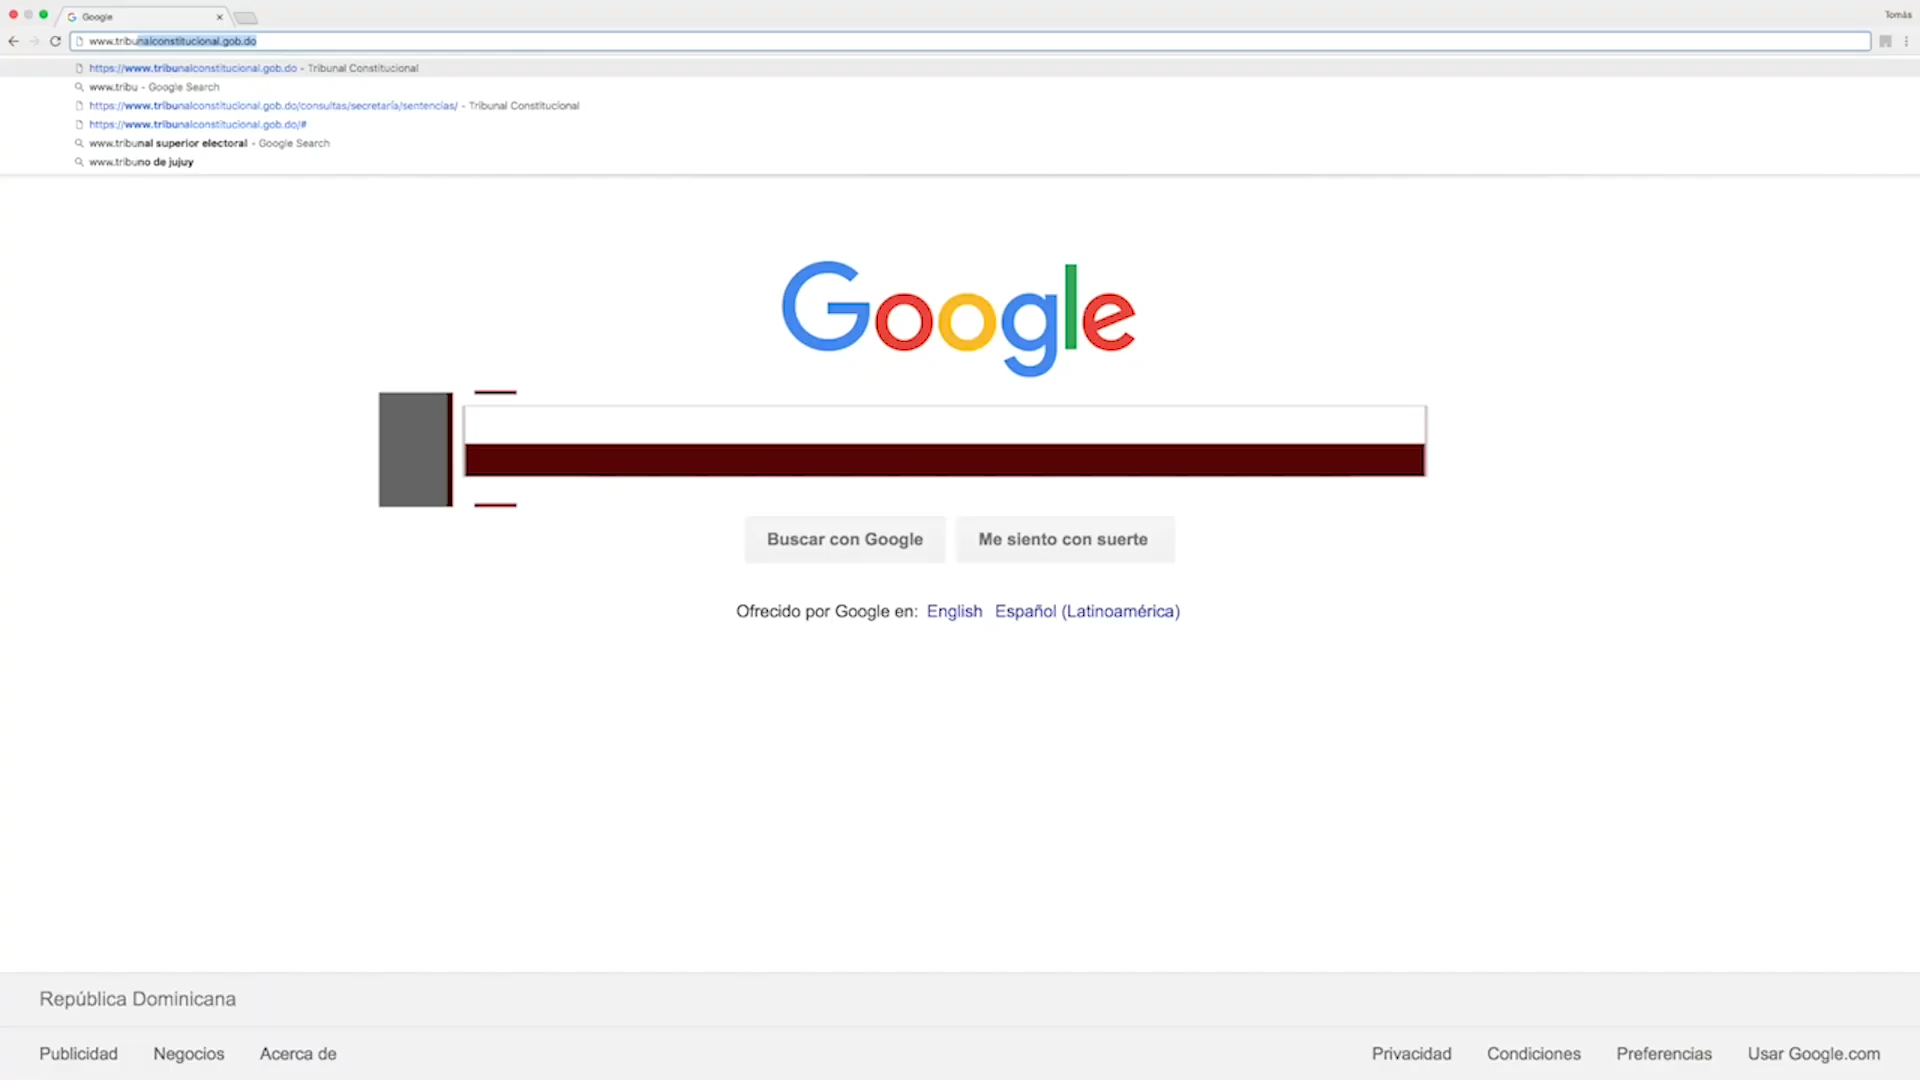 Google
Tomás
www.tribunalconstitucional.gob.do
https://www.tribunalconstitucional.gob.do - Tribunal Constitucional
www.tribu - Google Search
https://www.tribunalconstitucional.gob.do/consultas/secretaría/sentencias/ - Tribunal Constitucional
https://www.tribunalconstitucional.gob.do/#
www.tribunal superior electoral - Google Search
www.tribuno de jujuy
Google
Buscar con Google Me siento con suerte
Ofrecido por Google en: English Español (Latinoamérica)
República Dominicana
Publicidad Negocios Acerca de Privacidad Condiciones Preferencias Usar Google.com